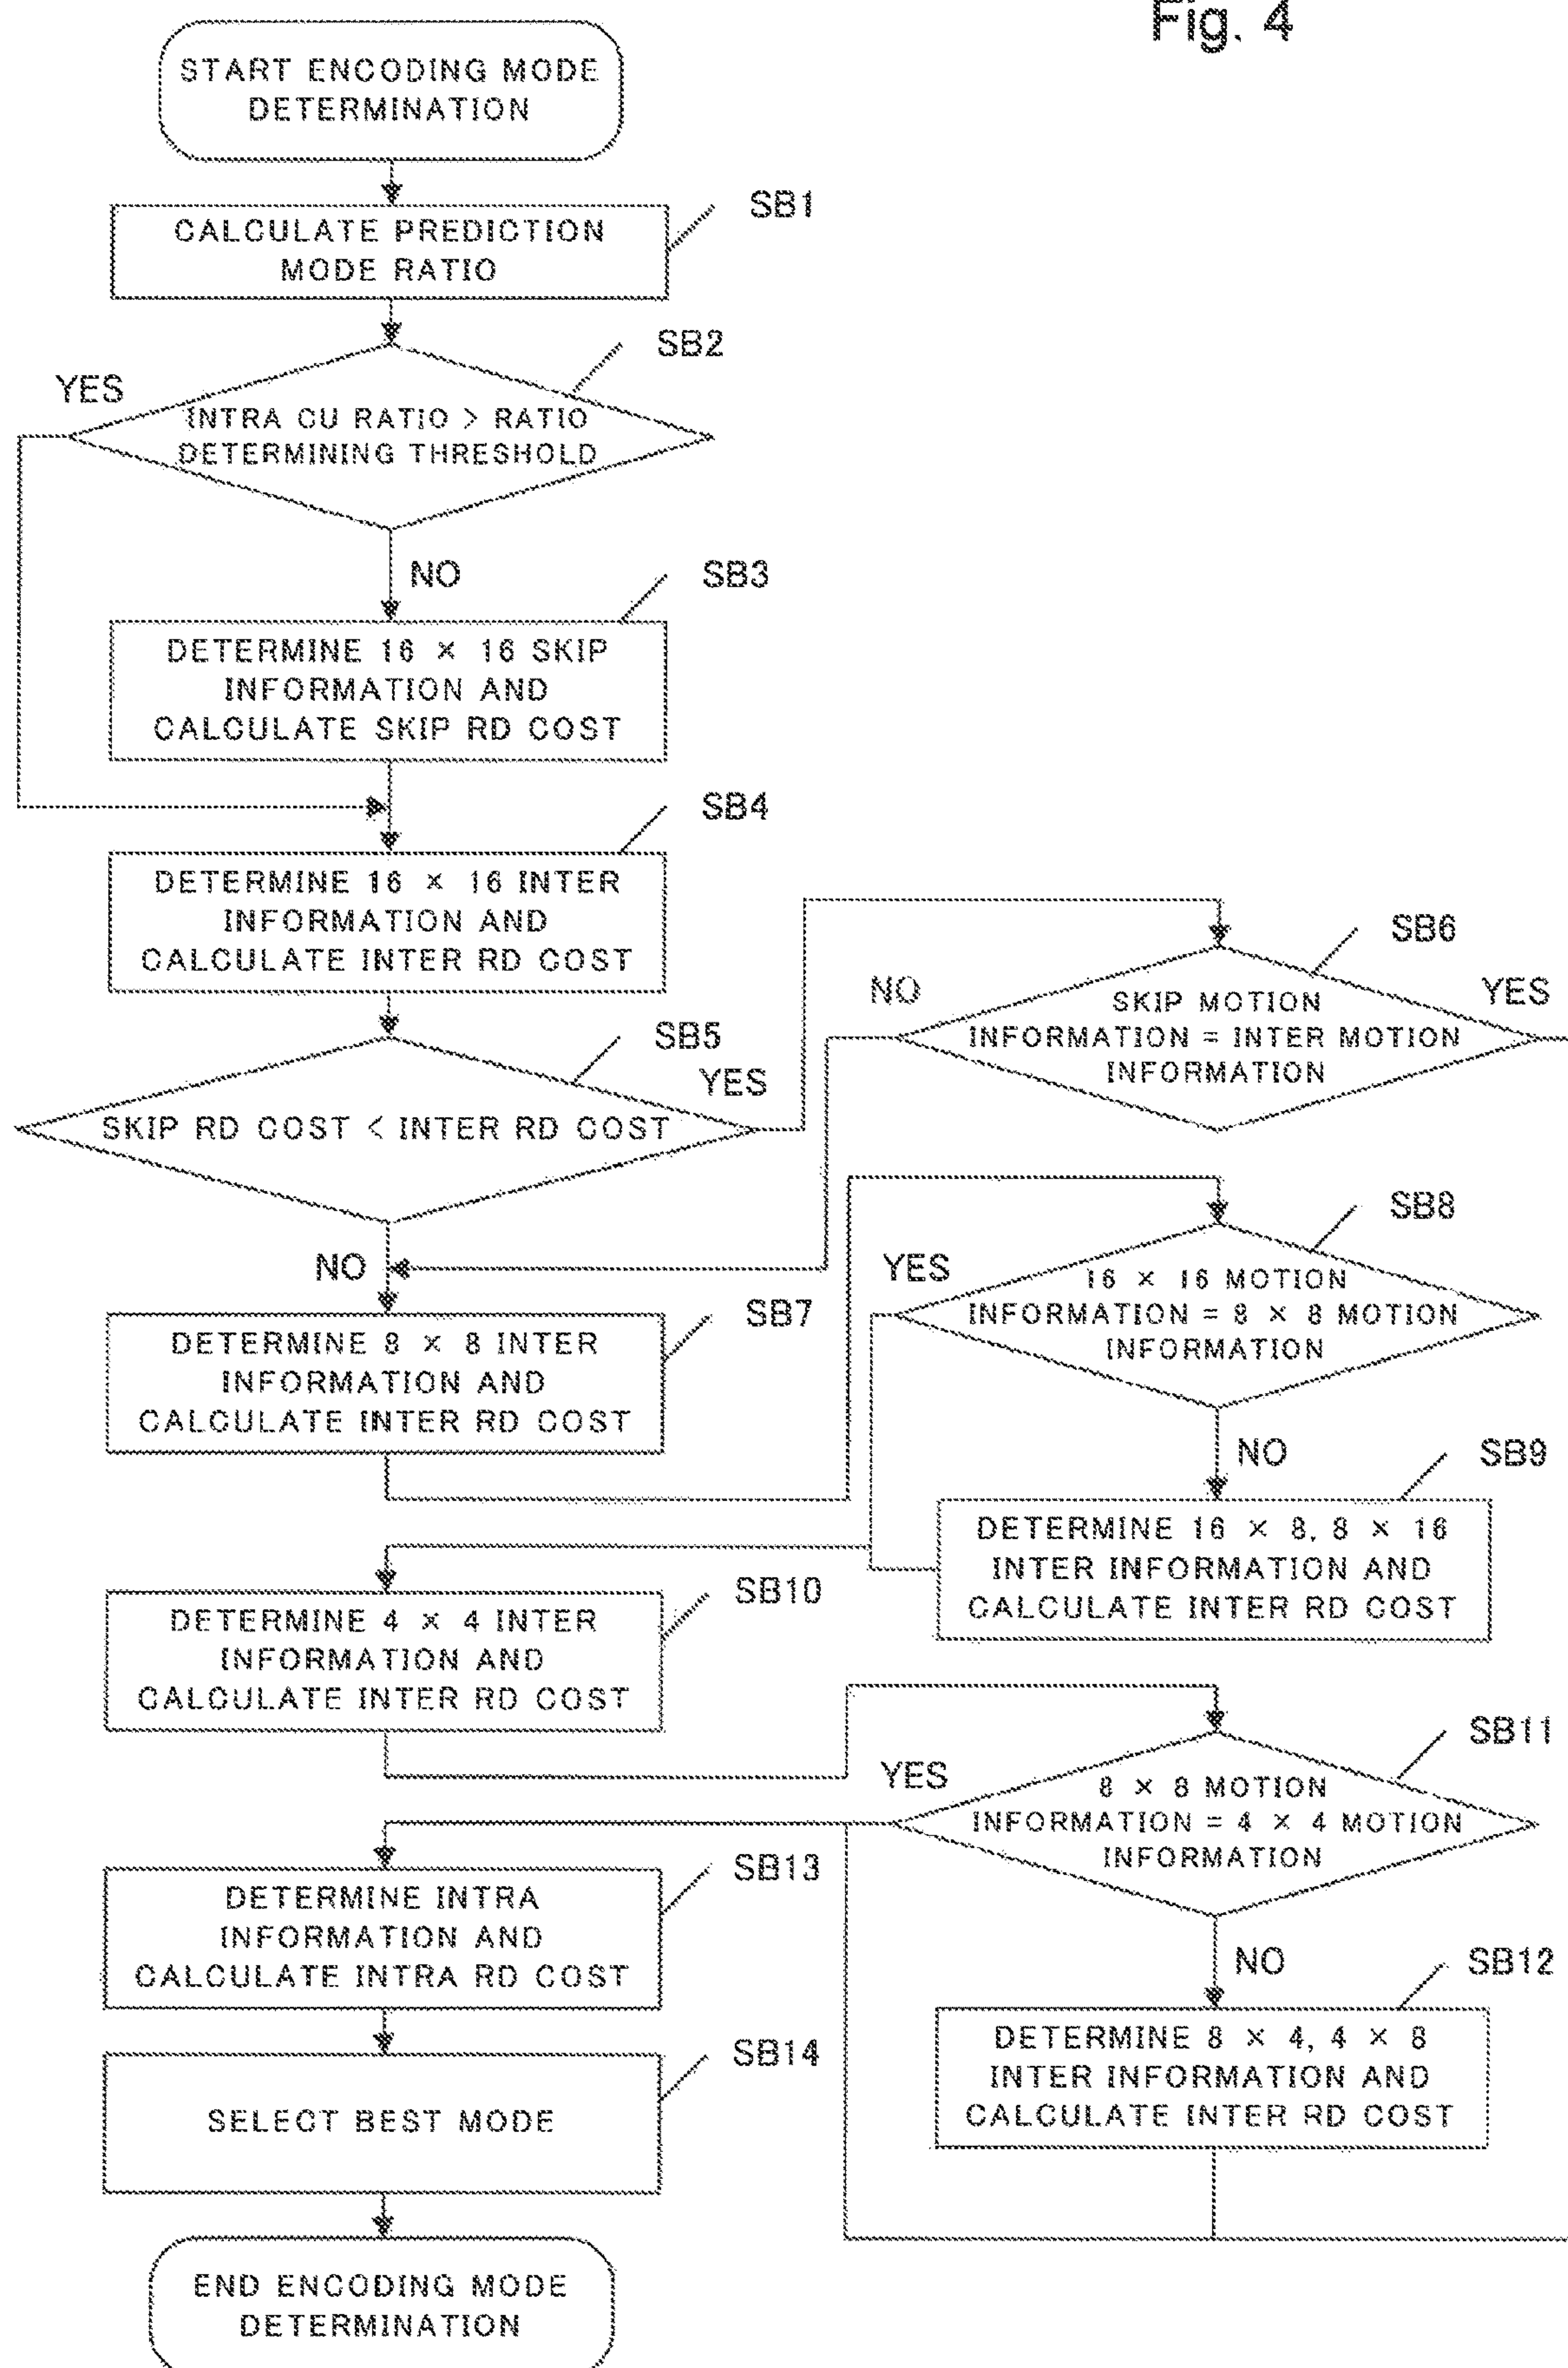 Fig. 4
START ENCODING MODE
DETERMINATION
SB1
CALCULATE PREDICTION
MODE RATIO
SB2
YES
INTRA CU RATIO > RATIO
DETERMINING THRESHOLD
NO
SB3
DETERMINE 16 × 16 SKIP
INFORMATION AND
CALCULATE SKIP RD COST
SB4
DETERMINE 16 × 16 INTER
INFORMATION AND
CALCULATE INTER RD COST
SB5
YES
SKIP RD COST < INTER RD COST
NO
SB6
NO
YES
SKIP MOTION
INFORMATION = INTER MOTION
INFORMATION
SB7
DETERMINE 8 × 8 INTER
INFORMATION AND
CALCULATE INTER RD COST
SB8
YES
16 × 16 MOTION
INFORMATION = 8 × 8 MOTION
INFORMATION
NO
SB9
DETERMINE 16 × 8, 8 × 16
INTER INFORMATION AND
CALCULATE INTER RD COST
SB10
DETERMINE 4 × 4 INTER
INFORMATION AND
CALCULATE INTER RD COST
SB11
YES
8 × 8 MOTION
INFORMATION = 4 × 4 MOTION
INFORMATION
NO
SB12
DETERMINE 8 × 4, 4 × 8
INTER INFORMATION AND
CALCULATE INTER RD COST
SB13
DETERMINE INTRA
INFORMATION AND
CALCULATE INTRA RD COST
SB14
SELECT BEST MODE
END ENCODING MODE
DETERMINATION